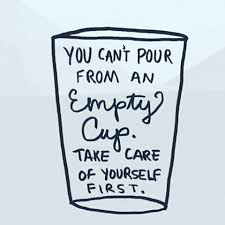 YOU CAN'T POUR
FROM AN
Empty
Cup.
TAKE CARE
OF YOURSELF
FIRST.